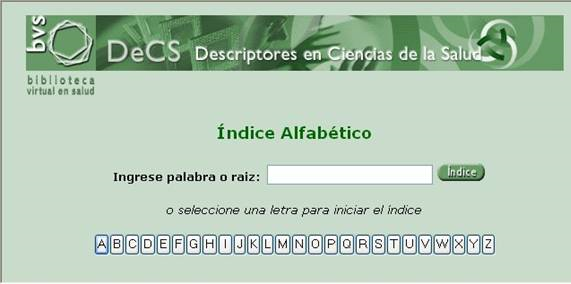 bvs
DeCS Descriptores en Ciencias de la Salud
biblioteca
virtual en salud
Índice Alfabético
Ingrese palabra o raiz: Índice
o seleccione una letra para iniciar el índice
A B C D E F G H I J K L M N O P Q R S T U V W X Y Z